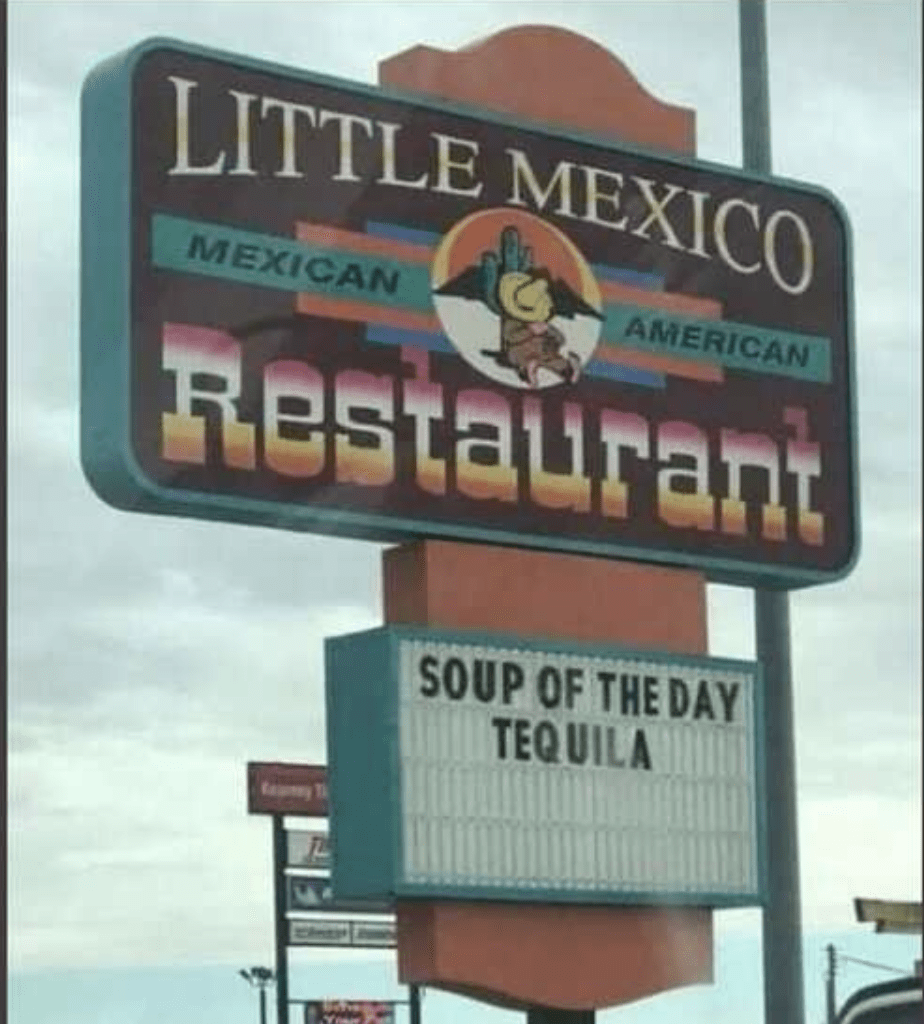 LITTLE MEXICO
MEXICAN
AMERICAN
Restaurant
SOUP OF THE DAY
TEQUILA